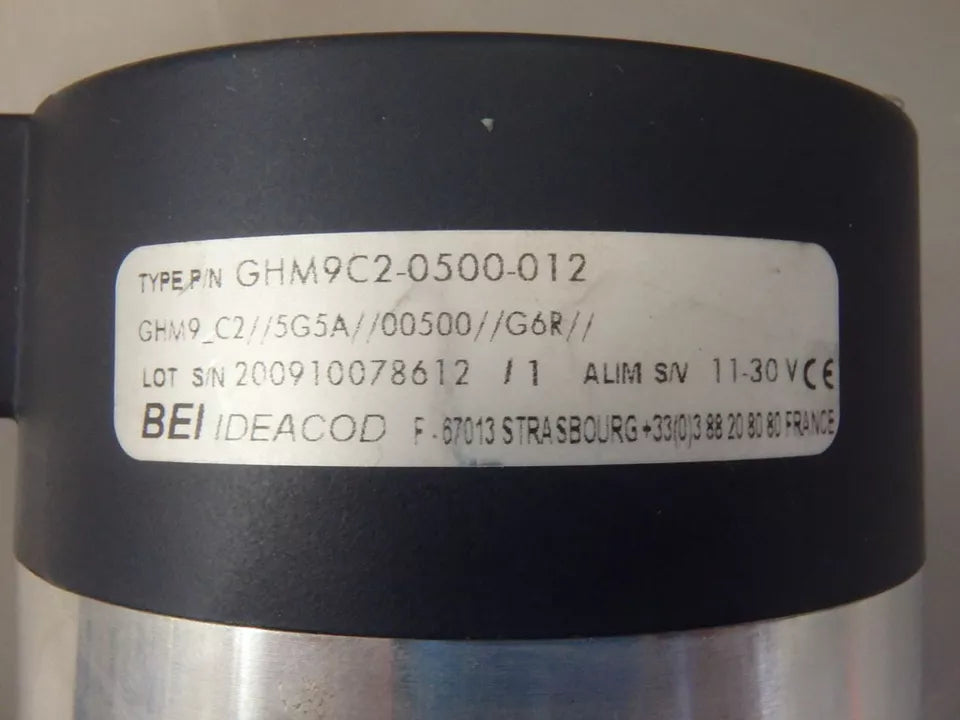 TYPE P/N GHM9C2-0500-012
GHM9_C2//5G5A//00500//G6R//
LOT S/N 200910078612 / 1 ALIM S/V 11-30 V CE
BEI IDEACOD F - 67013 STRASBOURG +33(0)3 88 20 80 80 FRANCE